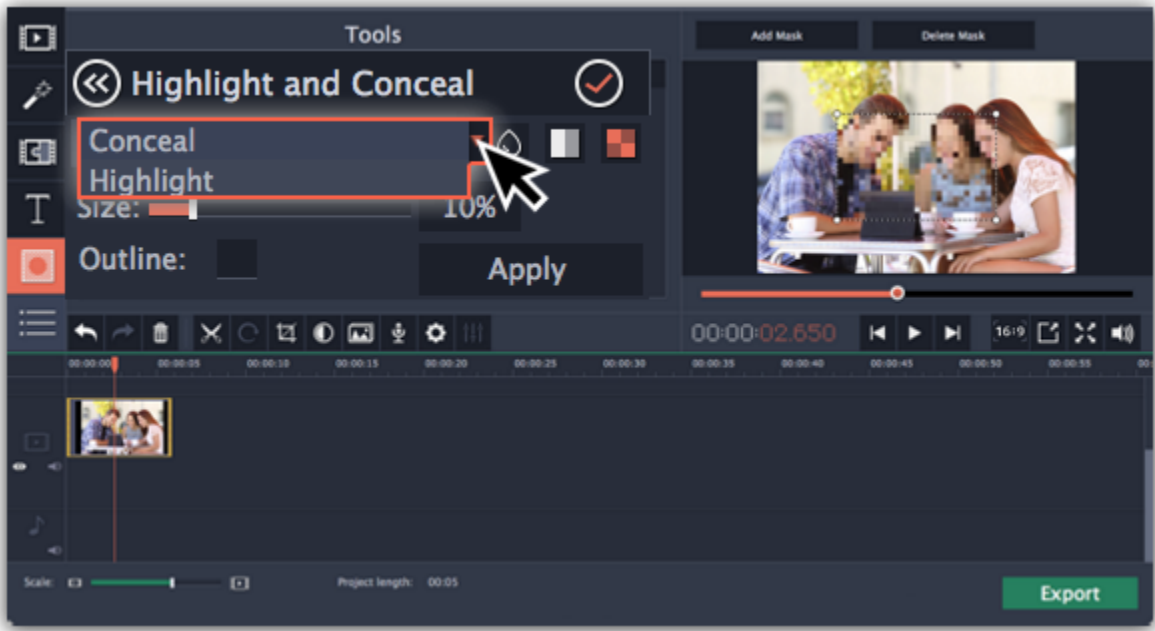 Tools
Add Mask
Delete Mask
Highlight and Conceal
Conceal
Highlight
Size:
10%
Outline:
Apply
T
00:00:02.650
16:9
00:00:00
00:00:05
00:00:10
00:00:15
00:00:20
00:00:25
00:00:30
00:00:35
00:00:40
00:00:45
00:00:50
00:00:55
00:
Scale:
Project length: 00:05
Export